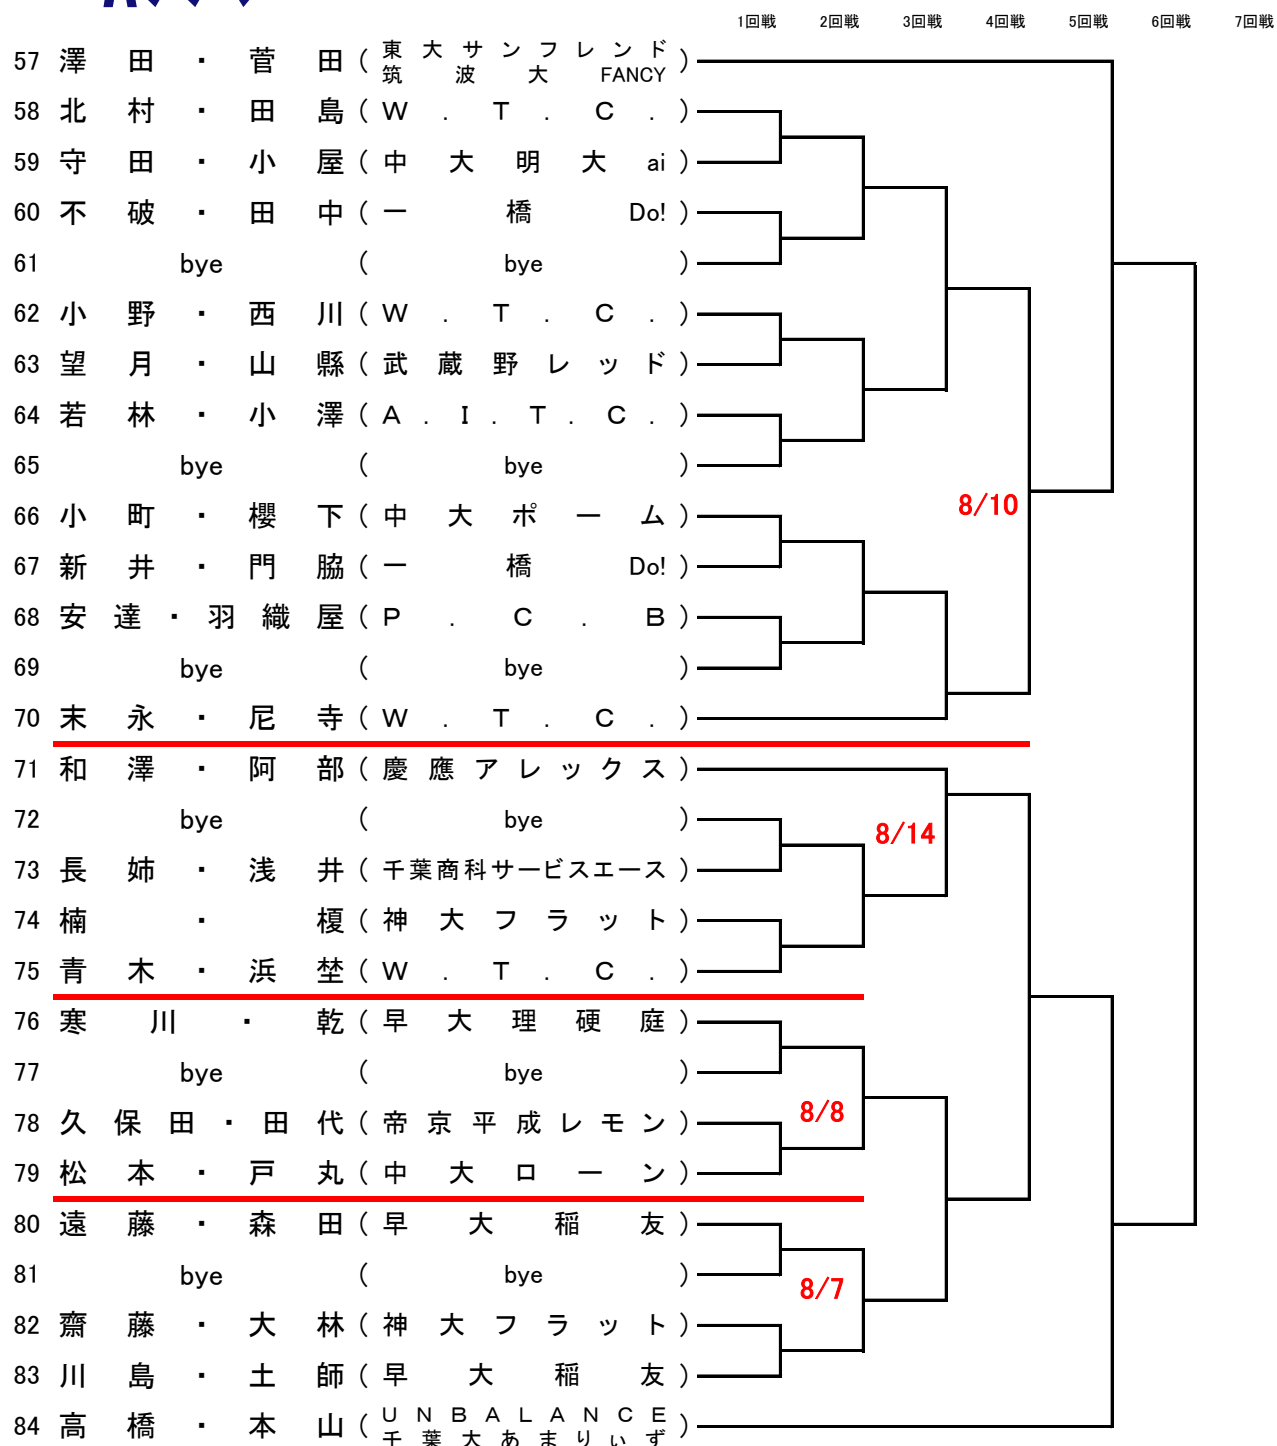 1回戦 2回戦 3回戦 4回戦 5回戦 6回戦 7回戦
57 澤田・菅田(東大サンフレンド
筑波大FANCY)
58 北村・田島(W.T.C.)
59 守田・小屋(中大明大ai)
60 不破・田中(一橋Do!)
61 bye (bye)
62 小野・西川(W.T.C.)
63 望月・山縣(武蔵野レッド)
64 若林・小澤(A.I.T.C.)
65 bye (bye)
66 小町・櫻下(中大ポーム)
8/10
67 新井・門脇(一橋Do!)
68 安達・羽織屋(P.C.B)
69 bye (bye)
70 末永・尼寺(W.T.C.)
71 和澤・阿部(慶應アレックス)
72 bye (bye)
8/14
73 長姉・浅井(千葉商科サービスエース)
74 楠・榎(神大フラット)
75 青木・浜埜(W.T.C.)
76 寒川・乾(早大理硬庭)
77 bye (bye)
8/8
78 久保田・田代(帝京平成レモン)
79 松本・戸丸(中大ローン)
80 遠藤・森田(早大稲友)
81 bye (bye)
8/7
82 齋藤・大林(神大フラット)
83 川島・土師(早大稲友)
84 高橋・本山(UNBALANCE
千葉大あまりぃず)